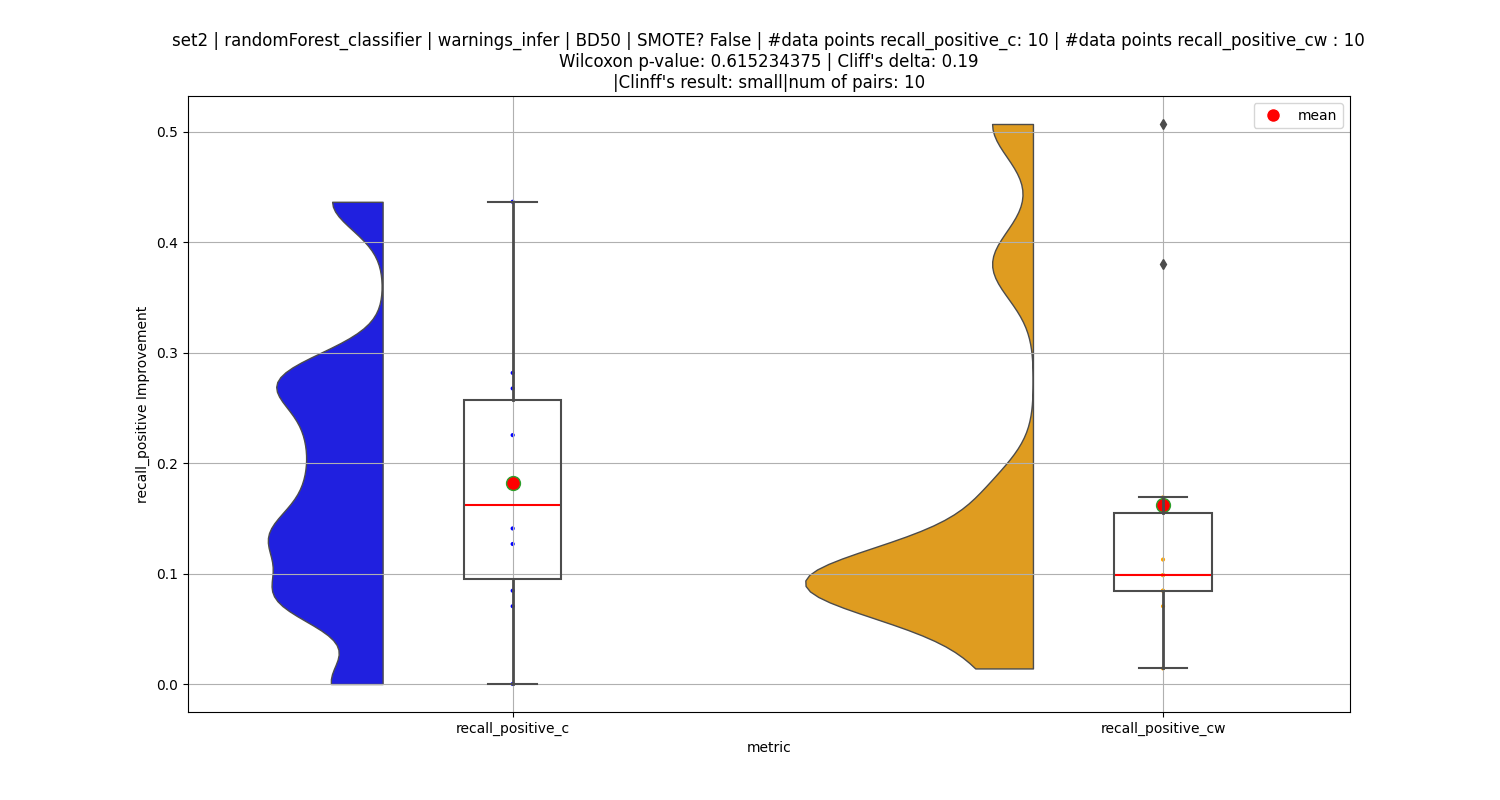 set2 | randomForest_classifier | warnings_infer | BD50 | SMOTE? False | #data points recall_positive_c: 10 | #data points recall_positive_cw : 10
Wilcoxon p-value: 0.615234375 | Cliff's delta: 0.19
|Clinff's result: small|num of pairs: 10
mean
0.5
0.4
0.3
0.2
0.1
0.0
recall_positive Improvement
recall_positive_c
recall_positive_cw
metric